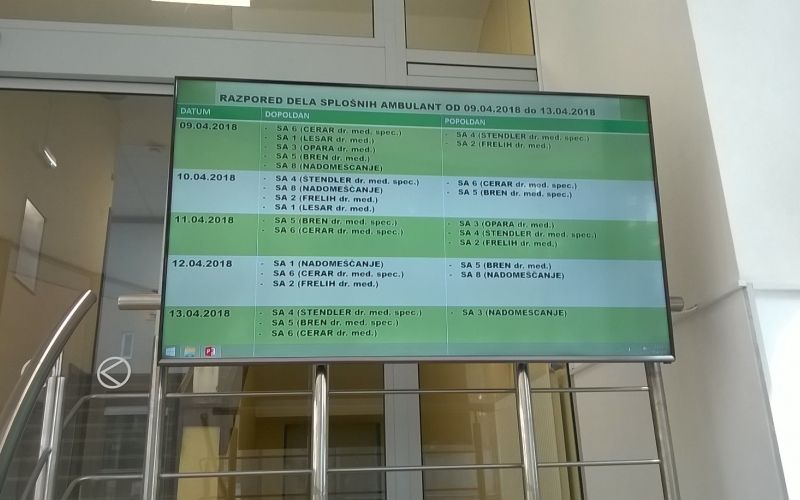 RAZPORED DELA SPLOŠNIH AMBULANT OD 09.04.2018 do 13.04.2018
DATUM DOPOLDAN POPOLDAN
09.04.2018
- SA 6 (CERAR dr. med. spec.)
- SA 1 (LESAR dr. med.)
- SA 3 (OPARA dr. med.)
- SA 5 (BREN dr. med.)
- SA 8 (NADOMEŠČANJE)
- SA 4 (ŠTENDLER dr. med. spec.)
- SA 2 (FRELIH dr. med.)
10.04.2018
- SA 4 (ŠTENDLER dr. med. spec.)
- SA 8 (NADOMEŠČANJE)
- SA 2 (FRELIH dr. med.)
- SA 1 (LESAR dr. med.)
- SA 6 (CERAR dr. med. spec.)
- SA 5 (BREN dr. med.)
11.04.2018
- SA 5 (BREN dr. med. spec.)
- SA 6 (CERAR dr. med. spec.)
- SA 3 (OPARA dr. med.)
- SA 4 (ŠTENDLER dr. med. spec.)
- SA 2 (FRELIH dr. med.)
12.04.2018
- SA 1 (NADOMEŠČANJE)
- SA 6 (CERAR dr. med. spec.)
- SA 2 (FRELIH dr. med.)
- SA 5 (BREN dr. med.)
- SA 8 (NADOMEŠČANJE)
13.04.2018
- SA 4 (ŠTENDLER dr. med. spec.)
- SA 5 (BREN dr. med. spec.)
- SA 6 (CERAR dr. med.)
- SA 3 (NADOMEŠČANJE)